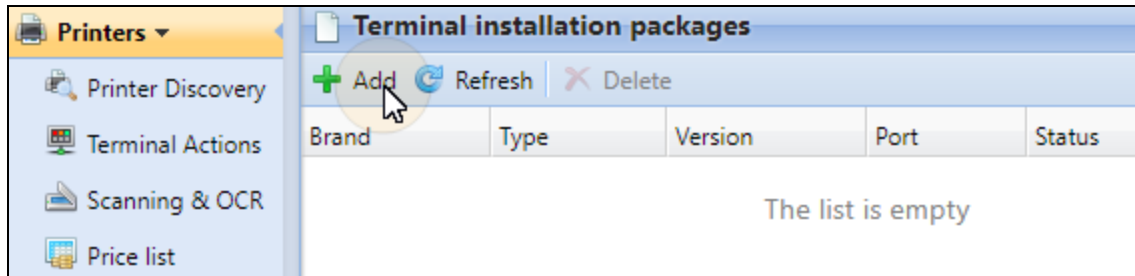 Printers
Printer Discovery
Terminal Actions
Scanning & OCR
Price list
Terminal installation packages
Add Refresh Delete
Brand Type Version Port Status
The list is empty